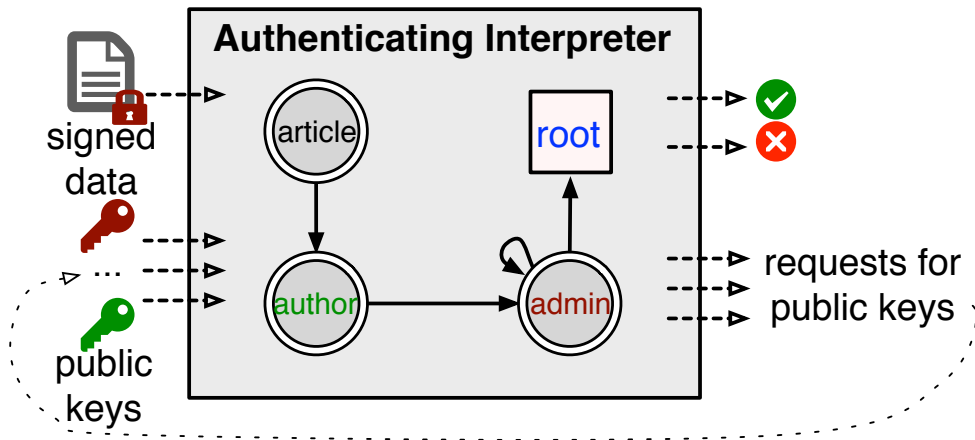 Authenticating Interpreter
signed
data
article
root
...
author
admin
requests for
public keys
public
keys